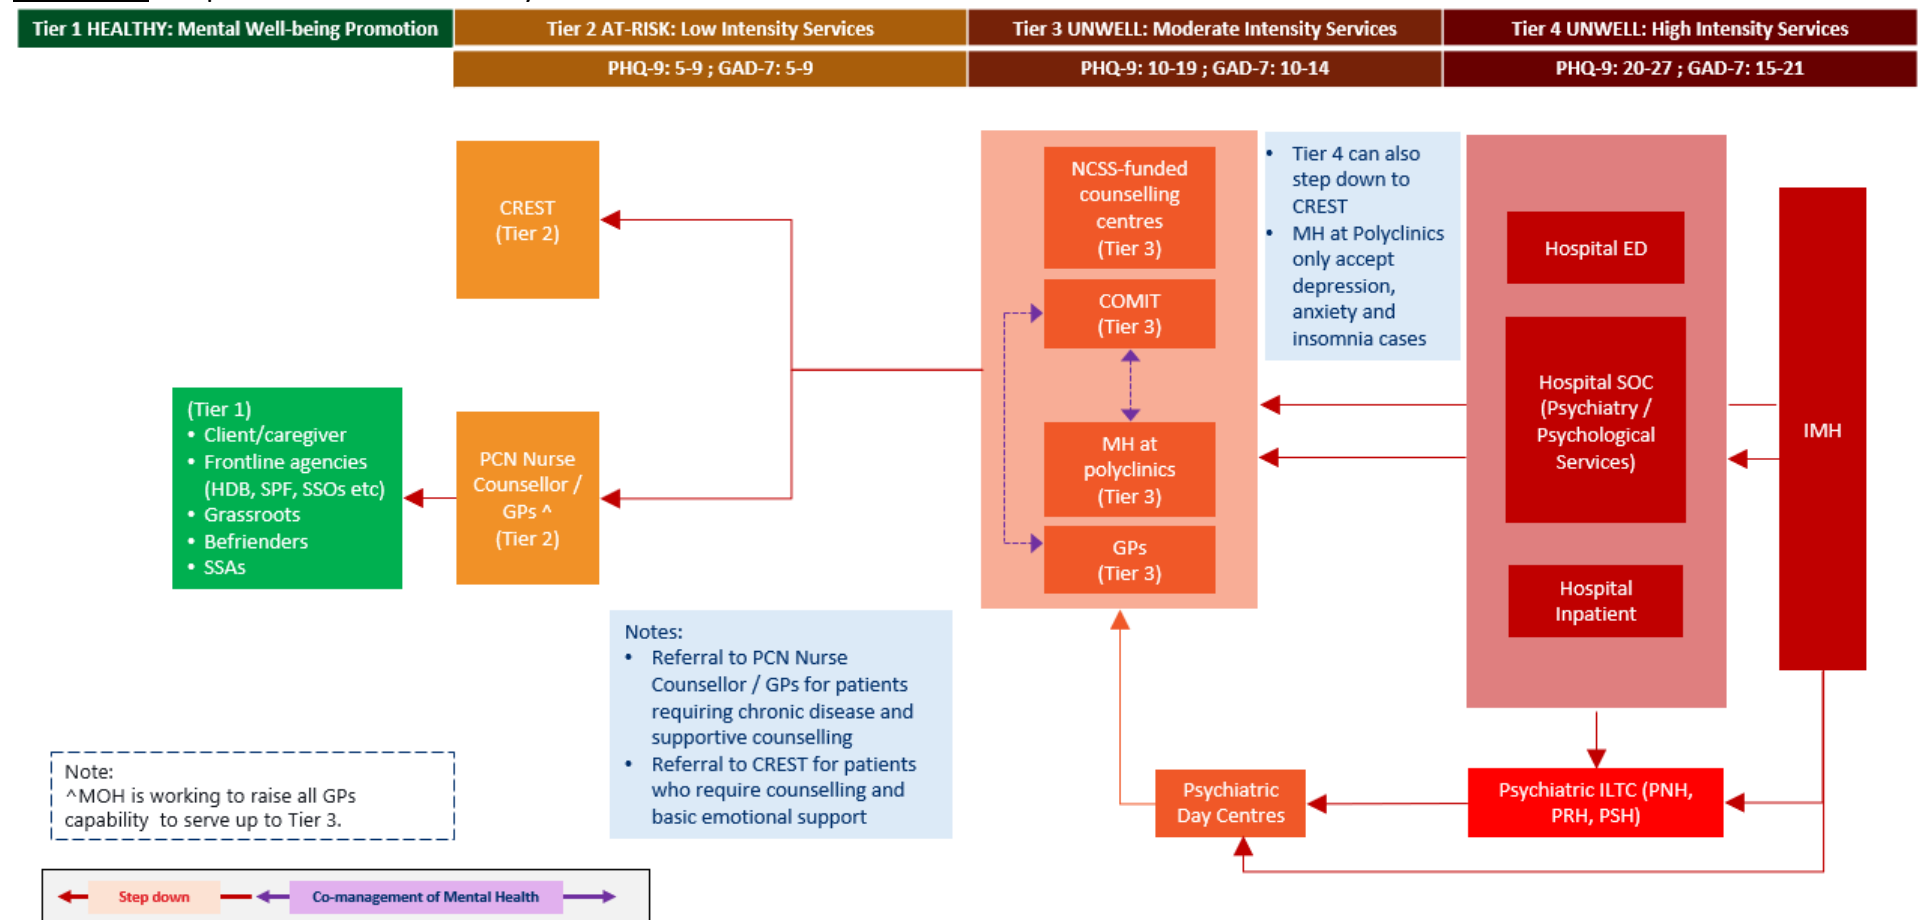 Tier 1 HEALTHY: Mental Well-being Promotion
Tier 2 AT-RISK: Low Intensity Services
Tier 3 UNWELL: Moderate Intensity Services
Tier 4 UNWELL: High Intensity Services
PHQ-9: 5-9 ; GAD-7: 5-9
PHQ-9: 10-19 ; GAD-7: 10-14
PHQ-9: 20-27 ; GAD-7: 15-21
CREST
(Tier 2)
(Tier 1)
• Client/caregiver
• Frontline agencies
(HDB, SPF, SSOs etc)
• Grassroots
• Befrienders
• SSAs
PCN Nurse
Counsellor /
GPs ^
(Tier 2)
NCSS-funded
counselling
centres
(Tier 3)
COMIT
(Tier 3)
MH at
polyclinics
(Tier 3)
GPs
(Tier 3)
• Tier 4 can also
step down to
CREST
• MH at Polyclinics
only accept
depression,
anxiety and
insomnia cases
Hospital ED
Hospital SOC
(Psychiatry /
Psychological
Services)
Hospital
Inpatient
IMH
Notes:
• Referral to PCN Nurse
Counsellor / GPs for patients
requiring chronic disease and
supportive counselling
• Referral to CREST for patients
who require counselling and
basic emotional support
Psychiatric
Day Centres
Psychiatric ILTC (PNH,
PRH, PSH)
Note:
^MOH is working to raise all GPs
capability to serve up to Tier 3.
Step down
Co-management of Mental Health